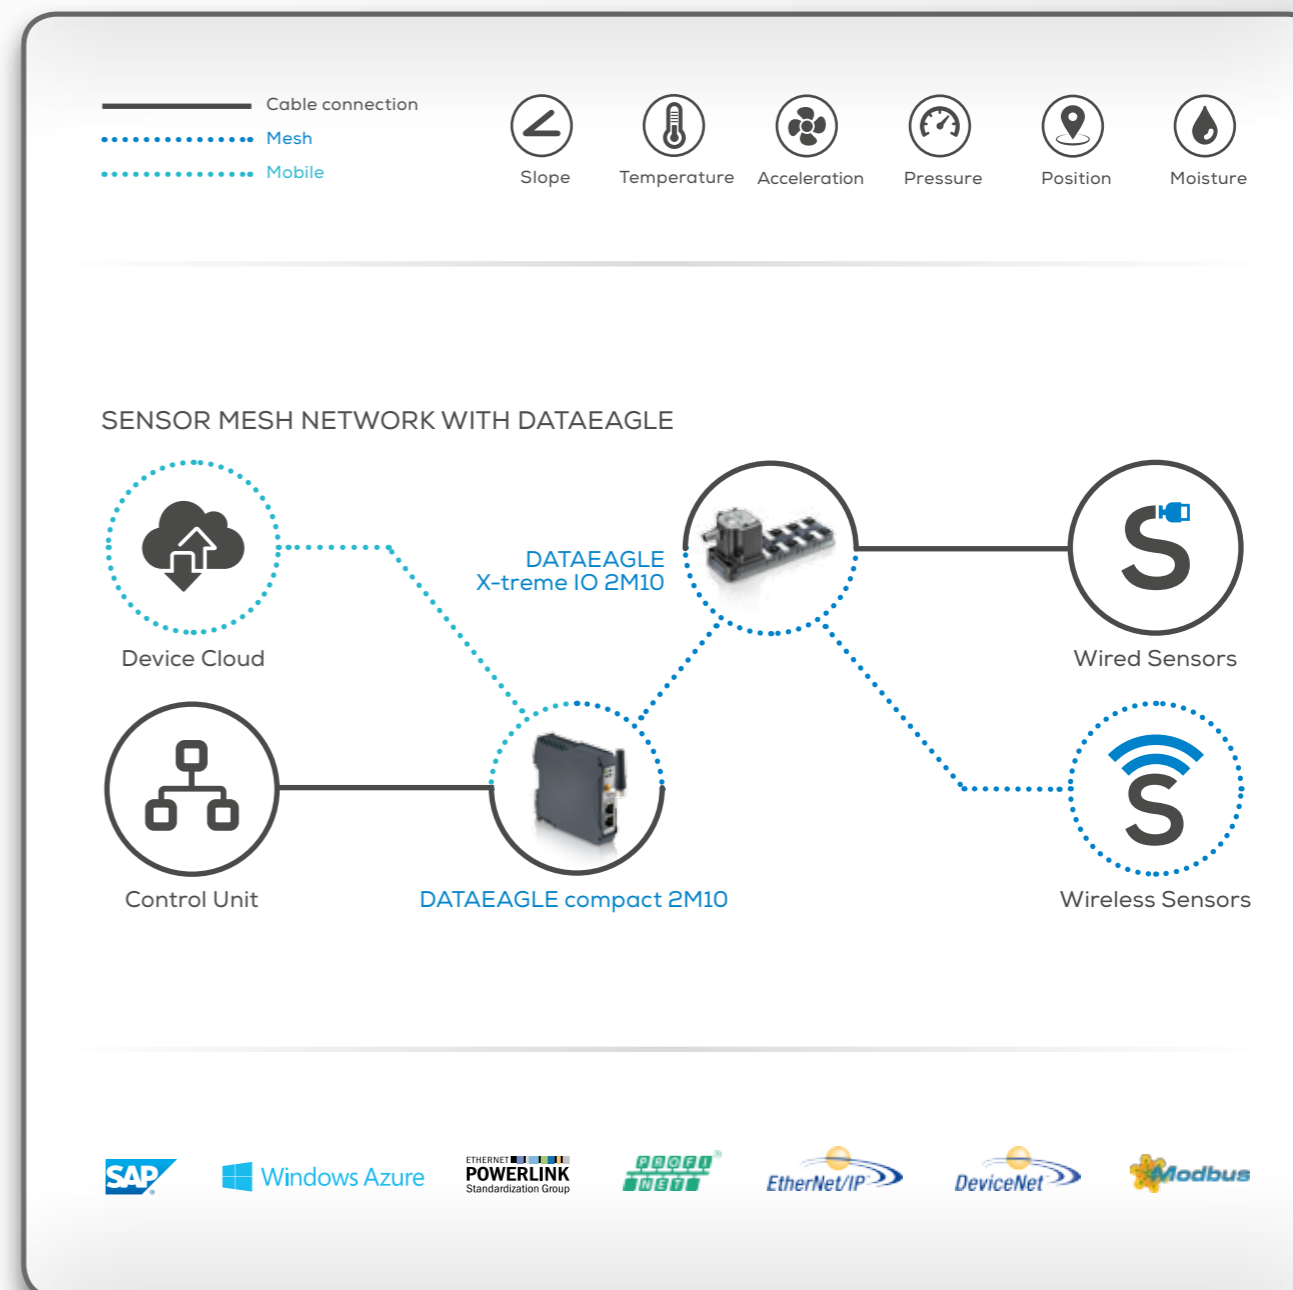 Cable connection
Mesh
Mobile
Slope
Temperature
Acceleration
Pressure
Position
Moisture
SENSOR MESH NETWORK WITH DATAEAGLE
DATAEAGLE
X-treme IO 2M10
S
Device Cloud
Wired Sensors
S
Control Unit
DATAEAGLE compact 2M10
Wireless Sensors
SAP
Windows Azure
ETHERNET
POWERLINK
Standardization Group
PROFI
NET
EtherNet/IP
DeviceNet
Modbus